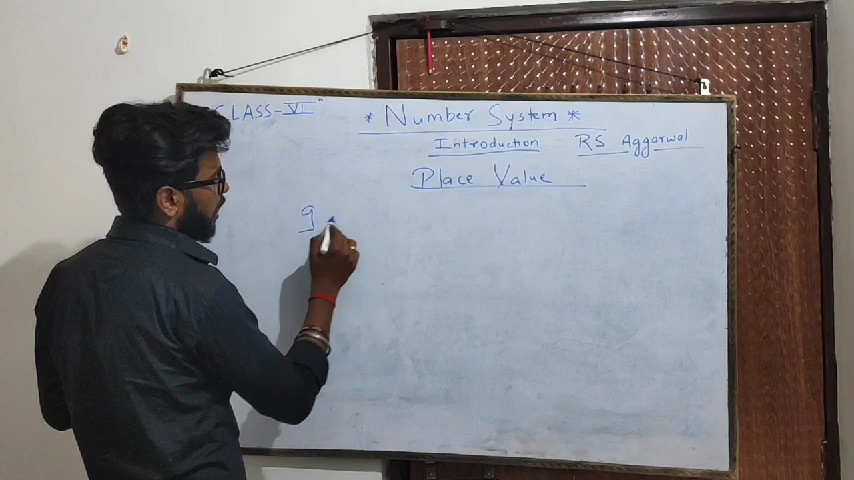 "CLASS-VI"
* Number System *
Introduction
RS Aggarwal
Place Value
9